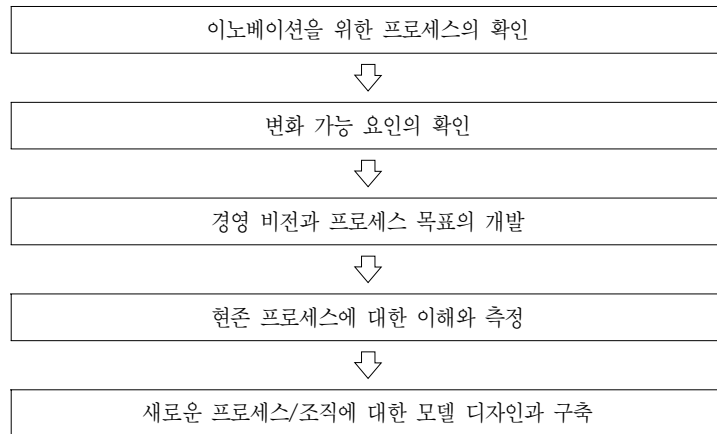 이노베이션을 위한 프로세스의 확인
변화 가능 요인의 확인
경영 비전과 프로세스 목표의 개발
현존 프로세스에 대한 이해와 측정
새로운 프로세스/조직에 대한 모델 디자인과 구축